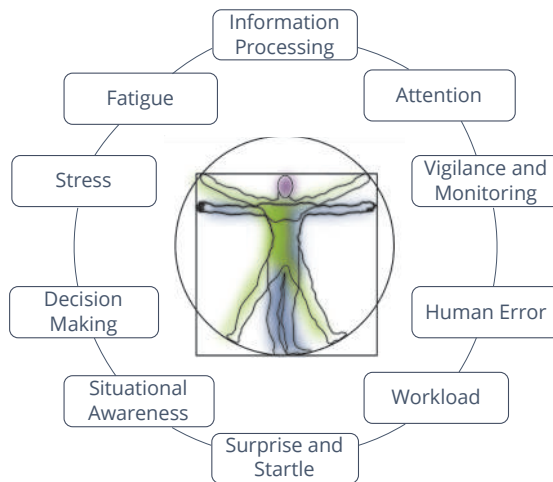 Information
Processing
Attention
Vigilance and
Monitoring
Human Error
Workload
Surprise and
Startle
Situational
Awareness
Decision
Making
Stress
Fatigue